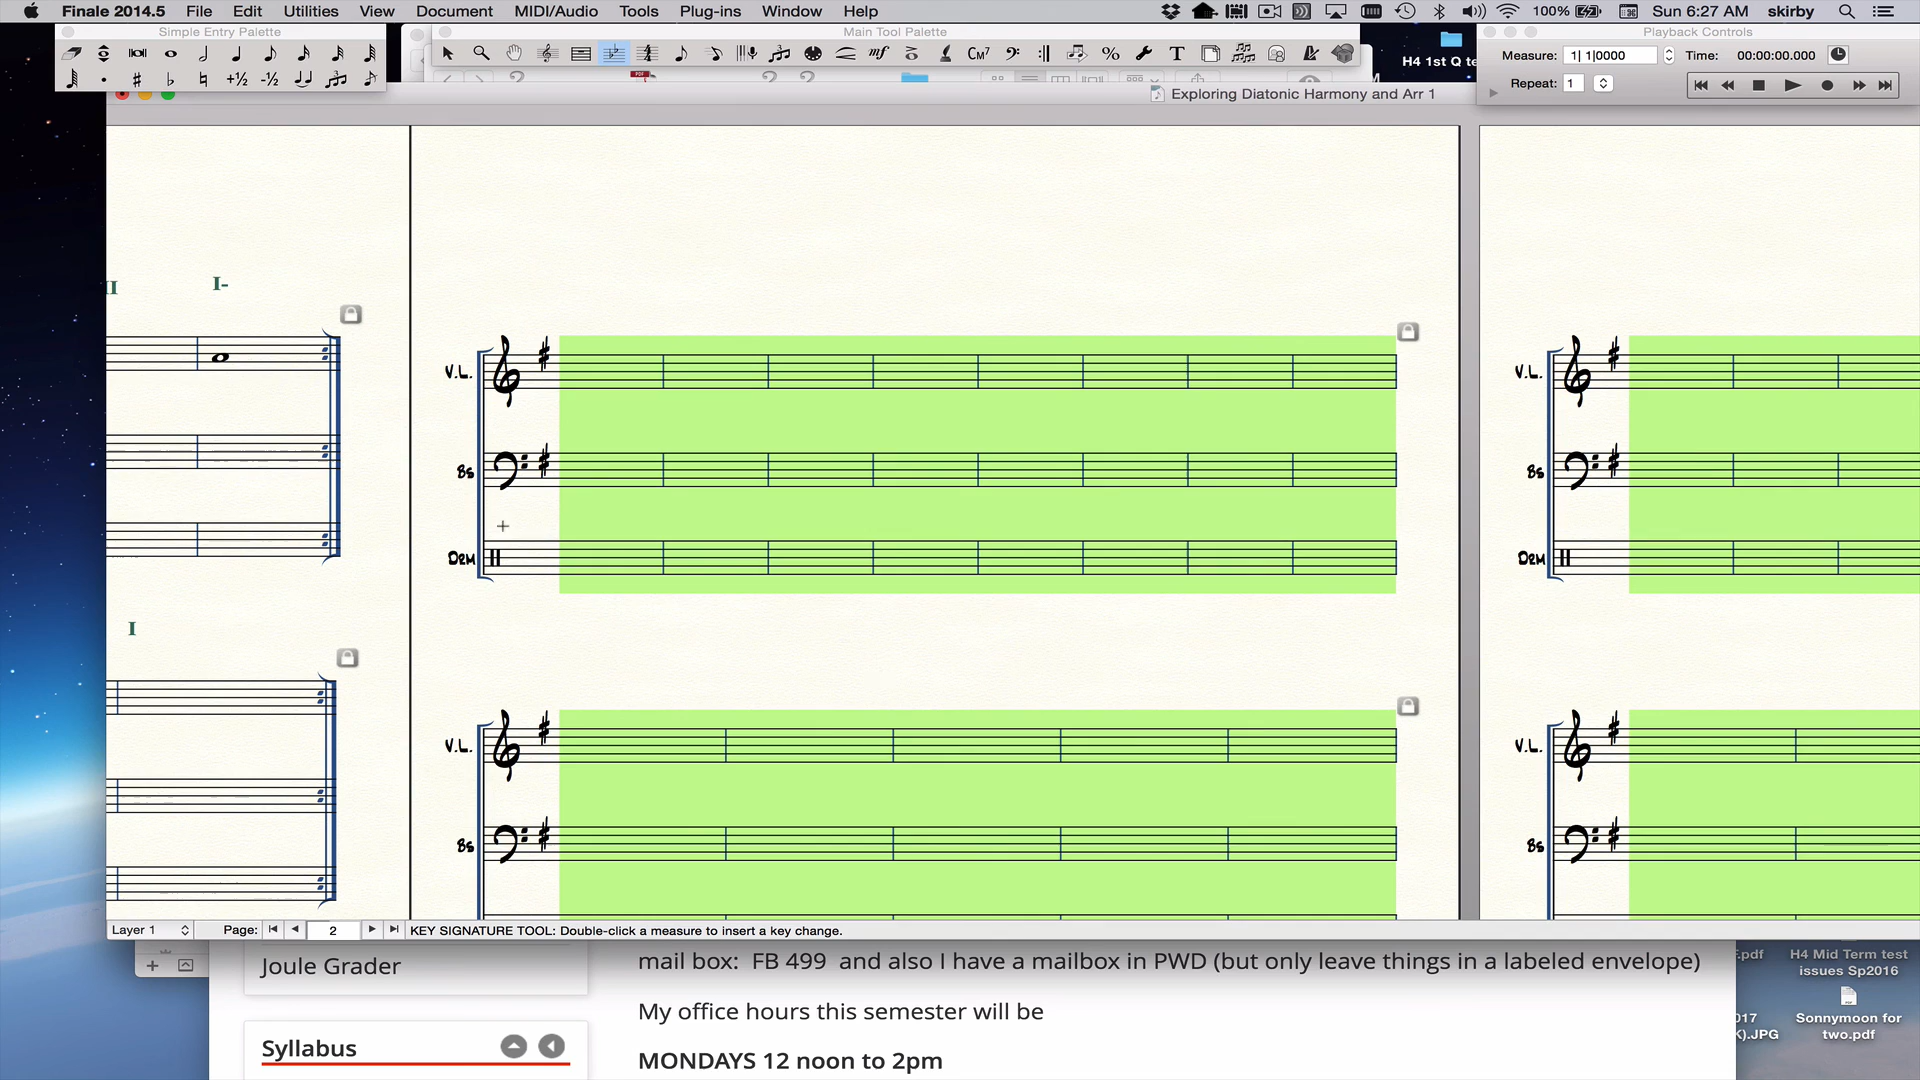 Finale 2014.5 File Edit Utilities View Document MIDI/Audio Tools Plug-ins Window Help 100% Sun 6:27 AM skirby
Simple Entry Palette
Main Tool Palette
Playback Controls
H4 1st Q te
Measure: 1| 1|0000 Time: 00:00:00.000
Repeat: 1
Exploring Diatonic Harmony and Arr 1
II I-
V.L.
Bs
Drm
V.L.
Bs
Drm
I
V.L.
Bs
V.L.
Bs
Layer 1 Page: 2 KEY SIGNATURE TOOL: Double-click a measure to insert a key change.
Joule Grader
mail box: FB 499 and also I have a mailbox in PWD (but only leave things in a labeled envelope)
My office hours this semester will be
MONDAYS 12 noon to 2pm
Syllabus
.pdf
H4 Mid Term test
issues Sp2016
017
K).JPG
Sonnymoon for
two.pdf